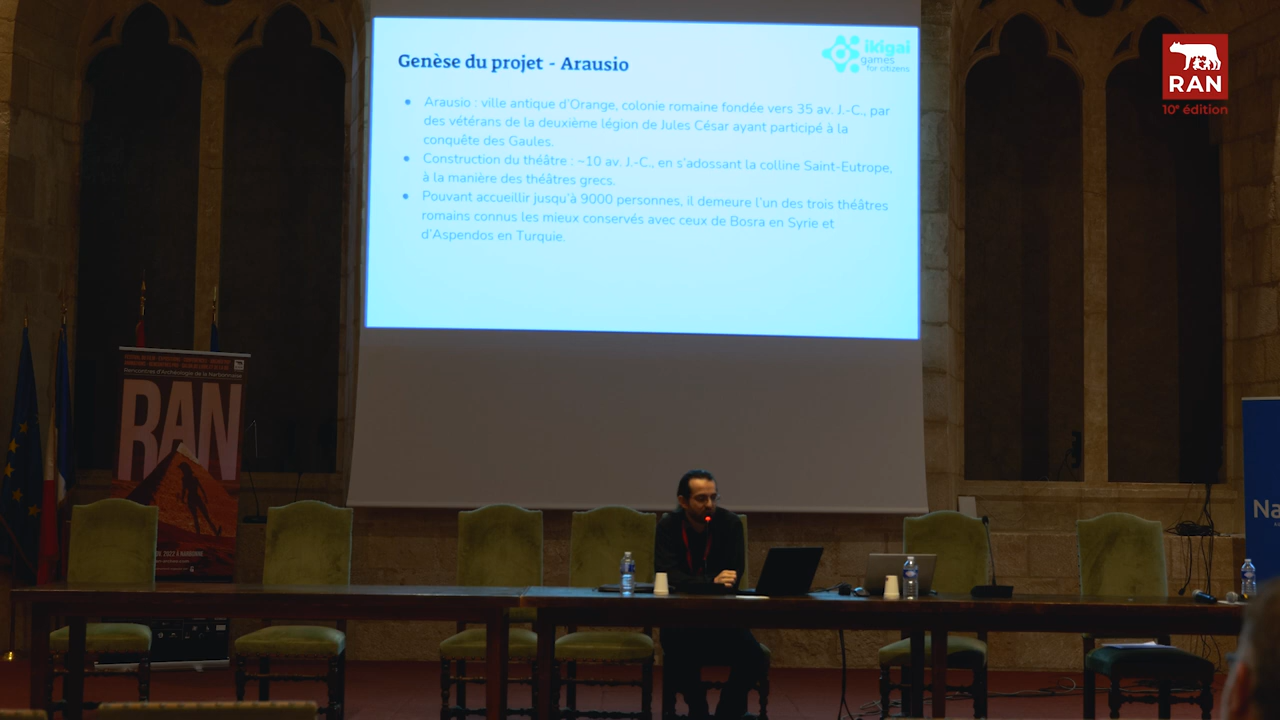 Genèse du projet - Arausio
ikigai
games
for citizens
Arausio : ville antique d'Orange, colonie romaine fondée vers 35 av. J.-C., par
des vétérans de la deuxième légion de Jules César ayant participé à la
conquête des Gaules.
Construction du théâtre : ~10 av. J.-C., en s'adossant la colline Saint-Eutrope,
à la manière des théâtres grecs.
Pouvant accueillir jusqu'à 9000 personnes, il demeure l'un des trois théâtres
romains connus les mieux conservés avec ceux de Bosra en Syrie et
d'Aspendos en Turquie.
RAN
10e édition
Rencontres d'Archéologie de la Narbonnaise
RAN
2022 À NARBONNE
Na